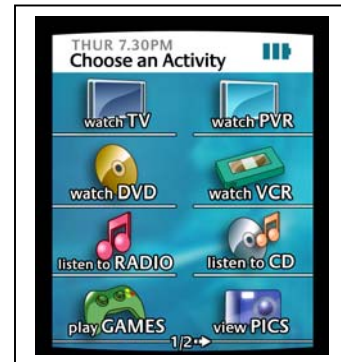 THUR 7.30PM
Choose an Activity
watch TV
watch PVR
watch DVD
watch VCR
listen to RADIO
listen to CD
play GAMES
view PICS
1/2